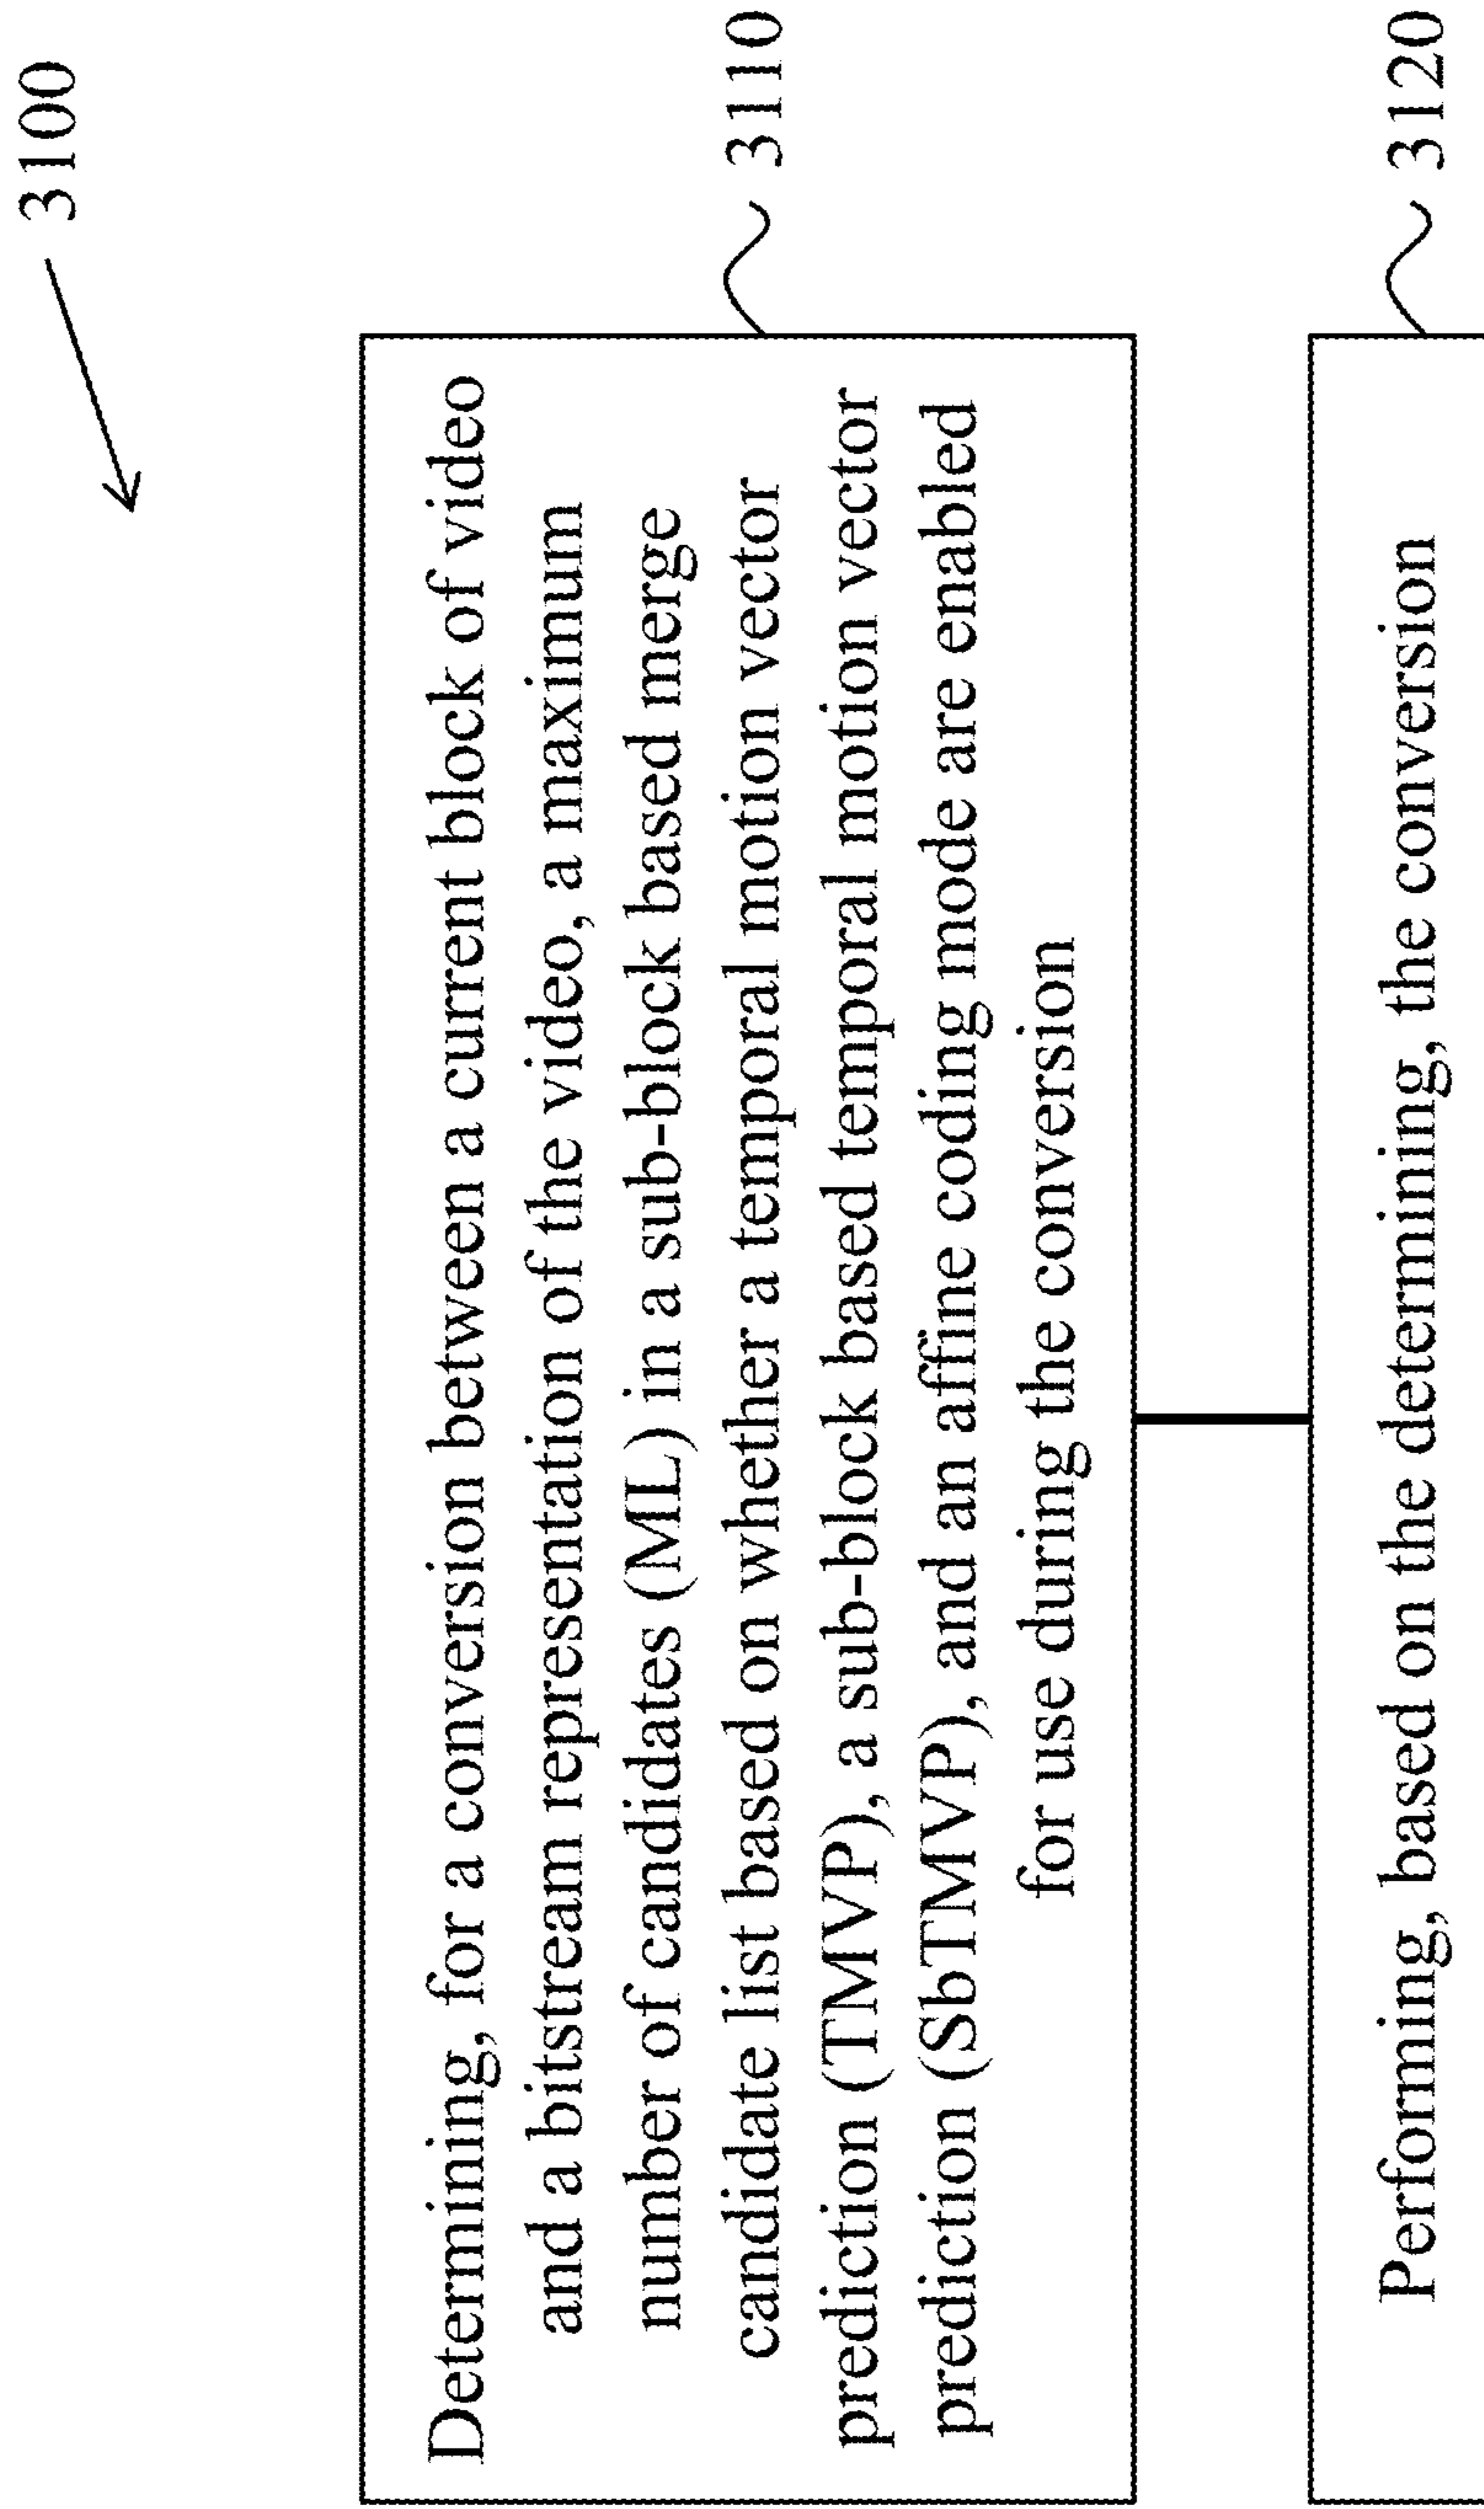 3100
Determining, for a conversion between a current block of video
and a bitstream representation of the video, a maximum
number of candidates (ML) in a sub-block based merge
candidate list based on whether a temporal motion vector
prediction (TMVP), a sub-block based temporal motion vector
prediction (SbTMVP), and an affine coding mode are enabled
for use during the conversion
3110
Performing, based on the determining, the conversion
3120